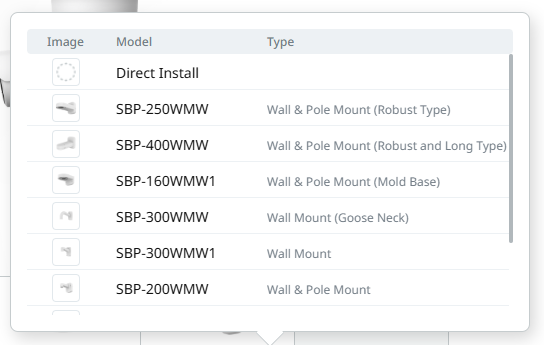 Image Model Type
Direct Install
SBP-250WMW Wall & Pole Mount (Robust Type)
SBP-400WMW Wall & Pole Mount (Robust and Long Type)
SBP-160WMW1 Wall & Pole Mount (Mold Base)
SBP-300WMW Wall Mount (Goose Neck)
SBP-300WMW1 Wall Mount
SBP-200WMW Wall & Pole Mount